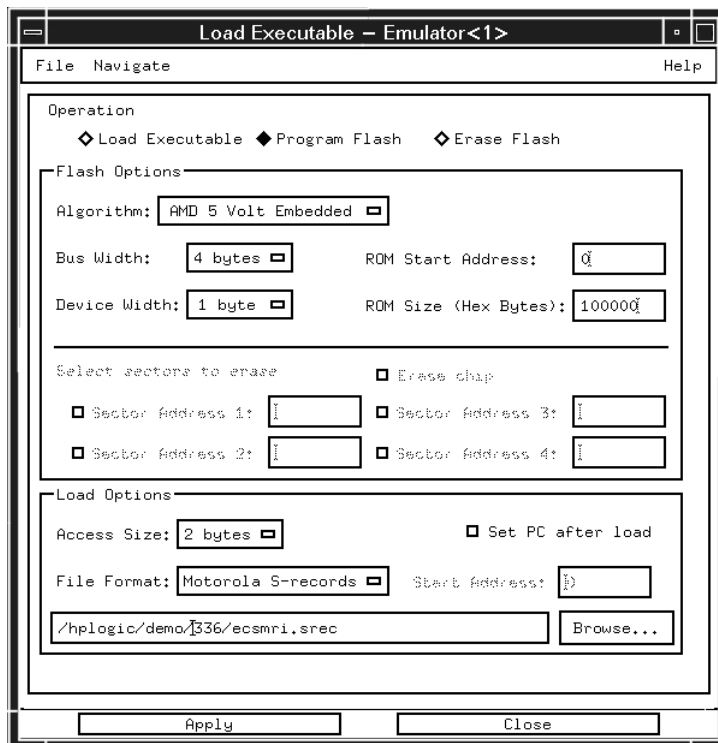 Load Executable – Emulator<1>
File Navigate Help
Operation
Load Executable Program Flash Erase Flash
Flash Options
Algorithm: AMD 5 Volt Embedded
Bus Width: 4 bytes ROM Start Address: 0
Device Width: 1 byte ROM Size (Hex Bytes): 100000
Select sectors to erase Erase chip
Sector Address 1: Sector Address 3:
Sector Address 2: Sector Address 4:
Load Options
Access Size: 2 bytes Set PC after load
File Format: Motorola S-records Start Address: 0
/hplogic/demo/336/ecsmri.srec Browse...
Apply Close